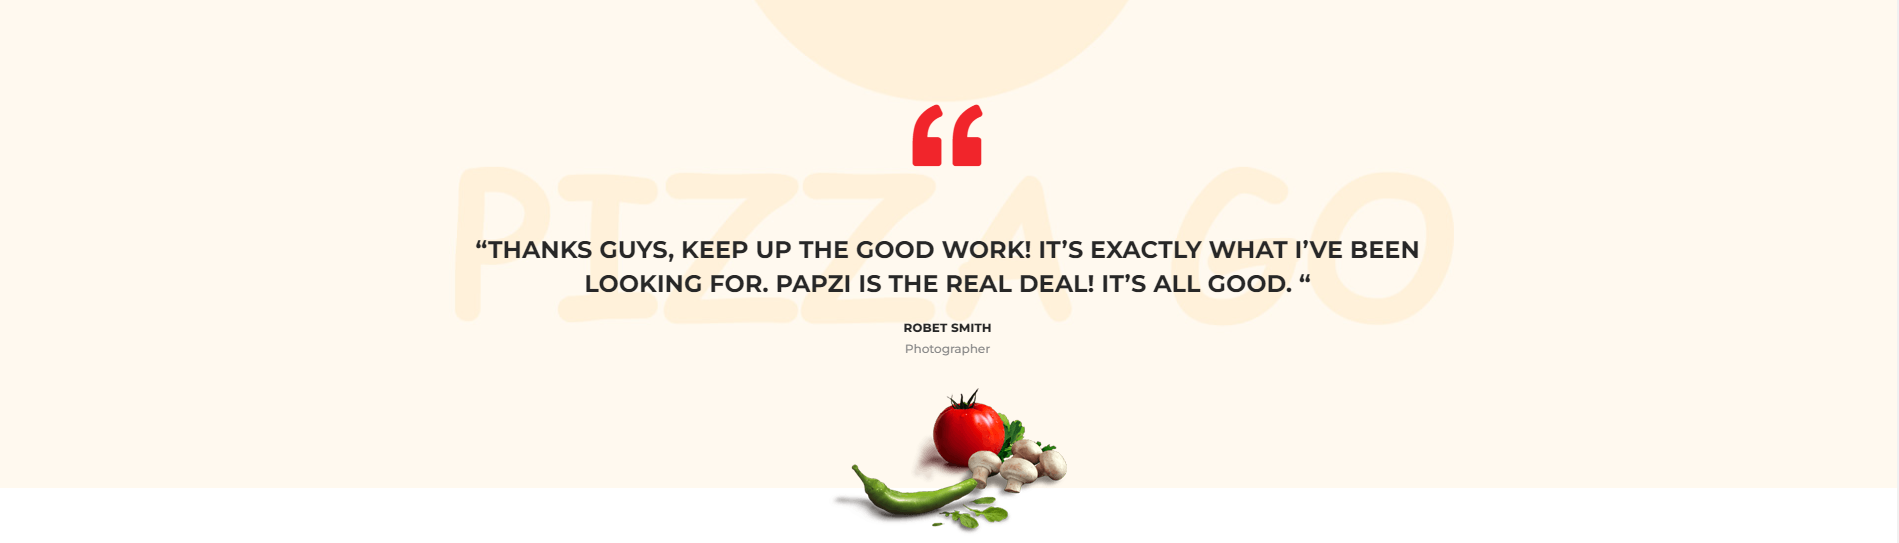 PIZZA GO
“THANKS GUYS, KEEP UP THE GOOD WORK! IT’S EXACTLY WHAT I’VE BEEN
LOOKING FOR. PAPZI IS THE REAL DEAL! IT’S ALL GOOD. “
ROBET SMITH
Photographer